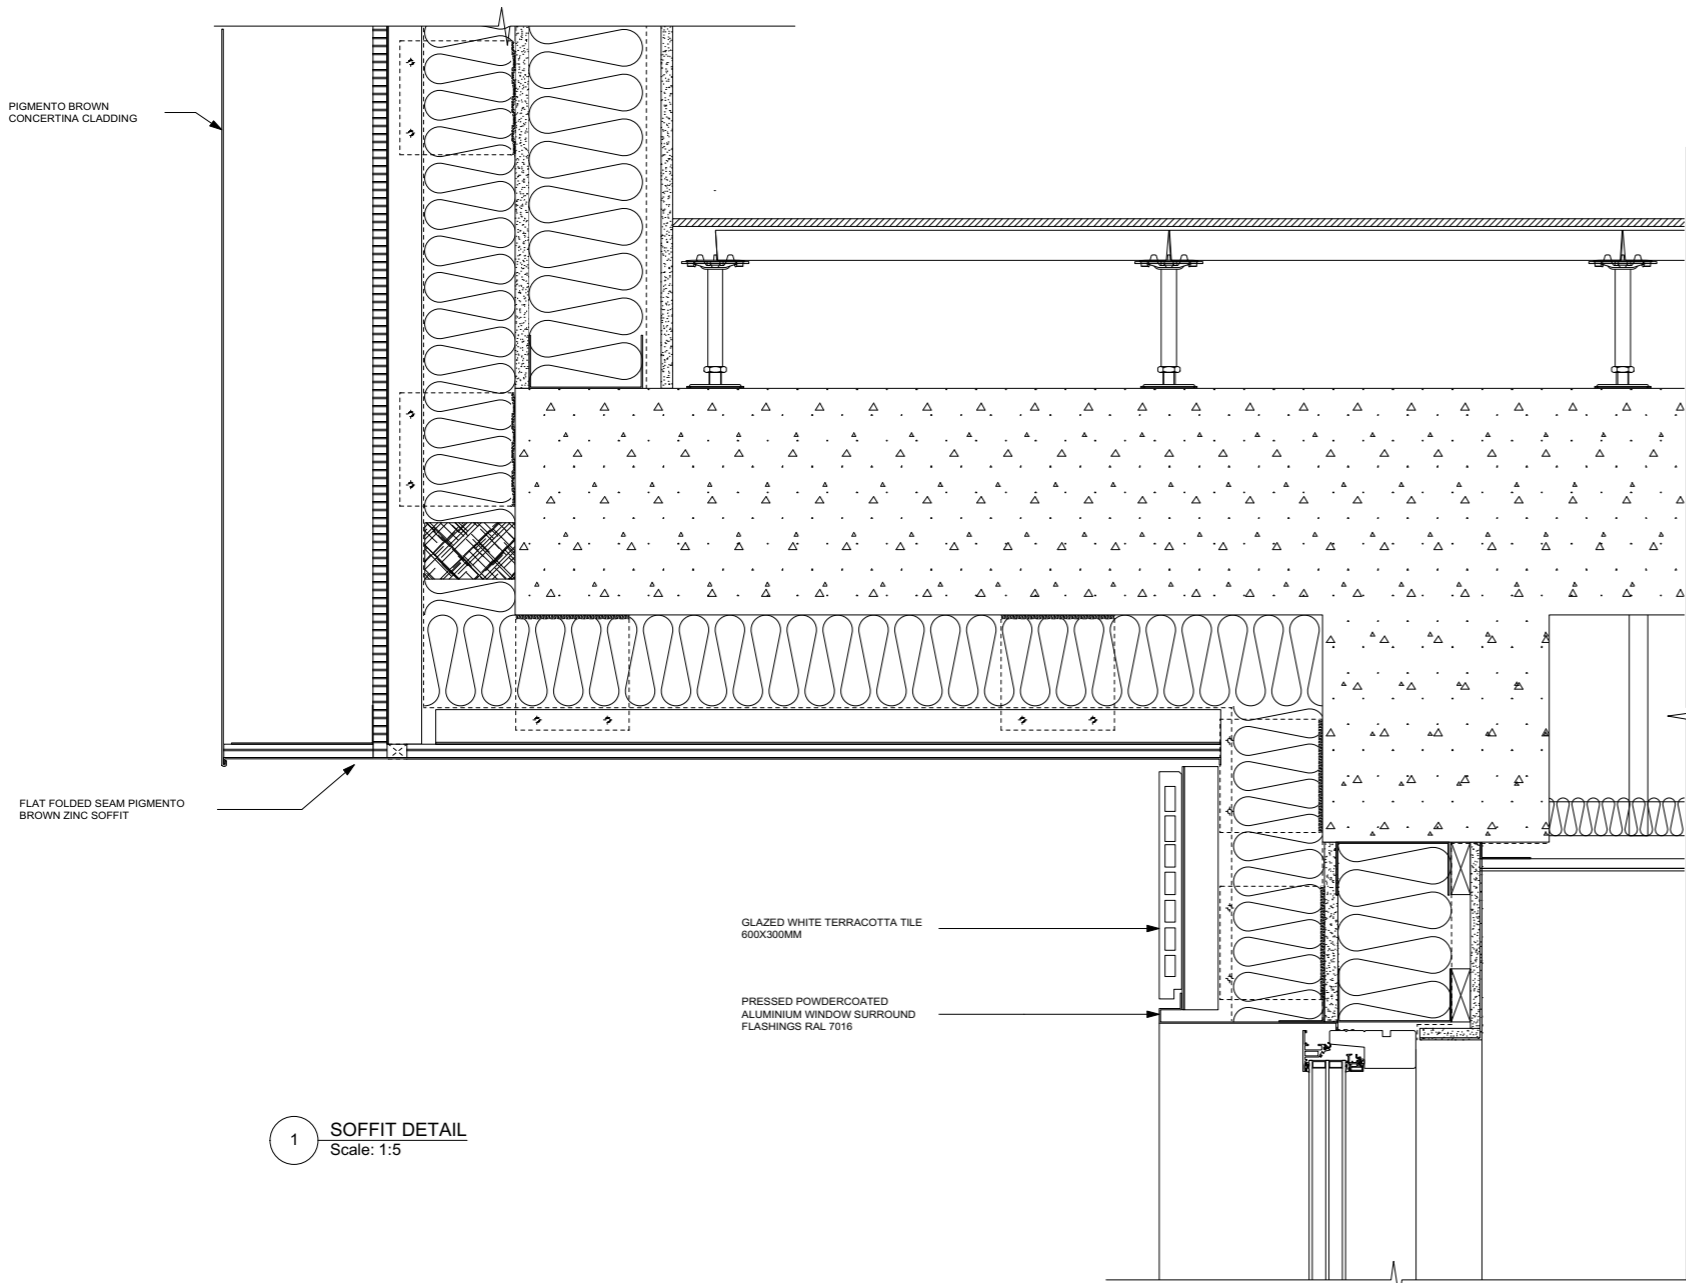 PIGMENTO BROWN
CONCERTINA CLADDING
FLAT FOLDED SEAM PIGMENTO
BROWN ZINC SOFFIT
GLAZED WHITE TERRACOTTA TILE
600X300MM
PRESSED POWDERCOATED
ALUMINIUM WINDOW SURROUND
FLASHINGS RAL 7016
1
SOFFIT DETAIL
Scale: 1:5